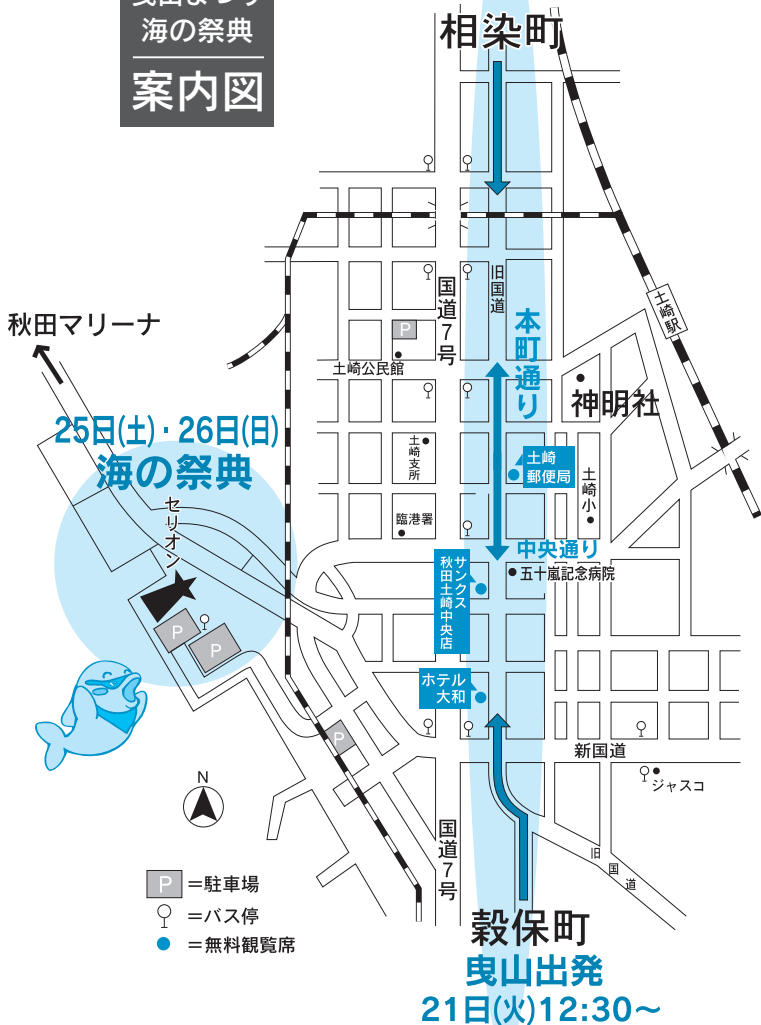 海の祭典
案内図
相染町
旧国道
国道7号
本町通り
土崎駅
秋田マリーナ
P
土崎公民館
神明社
25日(土)・26日(日)
海の祭典
セリオン
土崎支所
土崎
郵便局
土崎小
臨港署
中央通り
サンクス
秋田土崎中央店
五十嵐記念病院
P
P
ホテル
大和
P
新国道
ジャスコ
N
国道7号
旧国道
P=駐車場
=バス停
=無料観覧席
穀保町
曳山出発
21日(火)12:30～